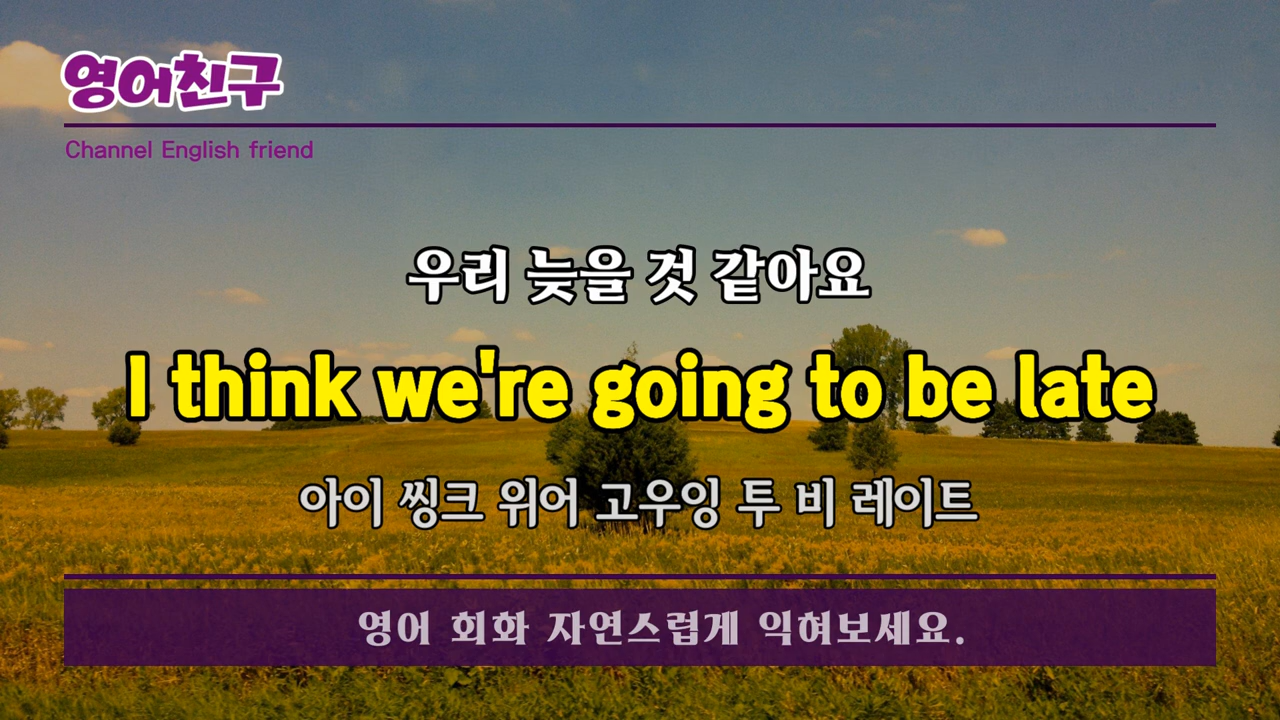 영어친구
Channel English friend
우리 늦을 것 같아요
I think we're going to be late
아이 씽크 위어 고우잉 투 비 레이트
영어 회화 자연스럽게 익혀보세요.